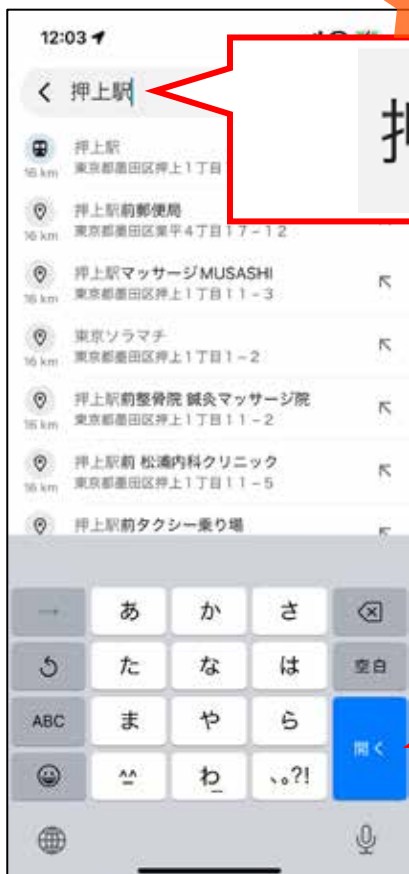 12:03
押上駅
押
押上駅
16 km 東京都墨田区押上1丁目
押上駅前郵便局
16 km 東京都墨田区業平4丁目17-12
押上駅マッサージMUSASHI
16 km 東京都墨田区押上1丁目11-3
東京ソラマチ
16 km 東京都墨田区押上1丁目1-2
押上駅前整骨院 鍼灸マッサージ院
16 km 東京都墨田区押上1丁目11-2
押上駅前 松浦内科クリニック
16 km 東京都墨田区押上1丁目11-5
押上駅前タクシー乗り場
→ あ か さ
た な は 空白
ABC ま や ら
^^ わ 、。?! 開く